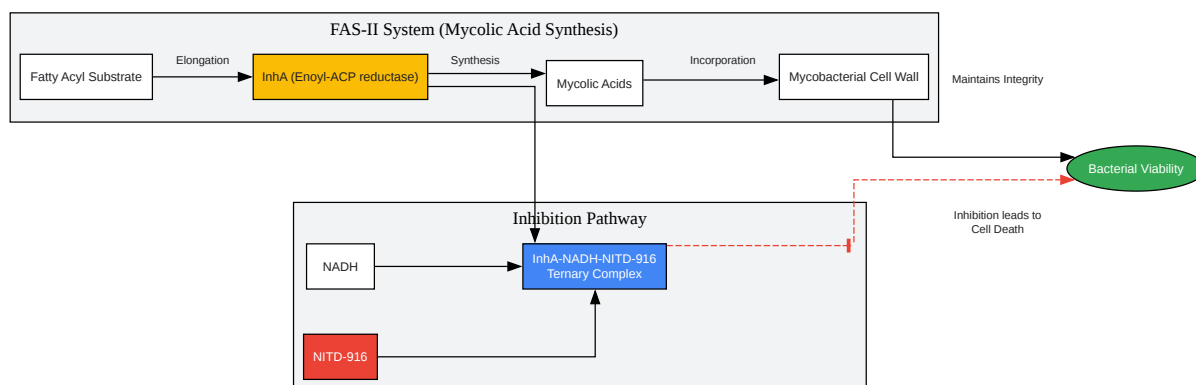 FAS-II System (Mycolic Acid Synthesis)
Fatty Acyl Substrate
Elongation
InhA (Enoyl-ACP reductase)
Synthesis
Mycolic Acids
Incorporation
Mycobacterial Cell Wall
Maintains Integrity
Bacterial Viability
Inhibition leads to
Cell Death
Inhibition Pathway
NADH
InhA-NADH-NITD-916
Ternary Complex
NITD-916